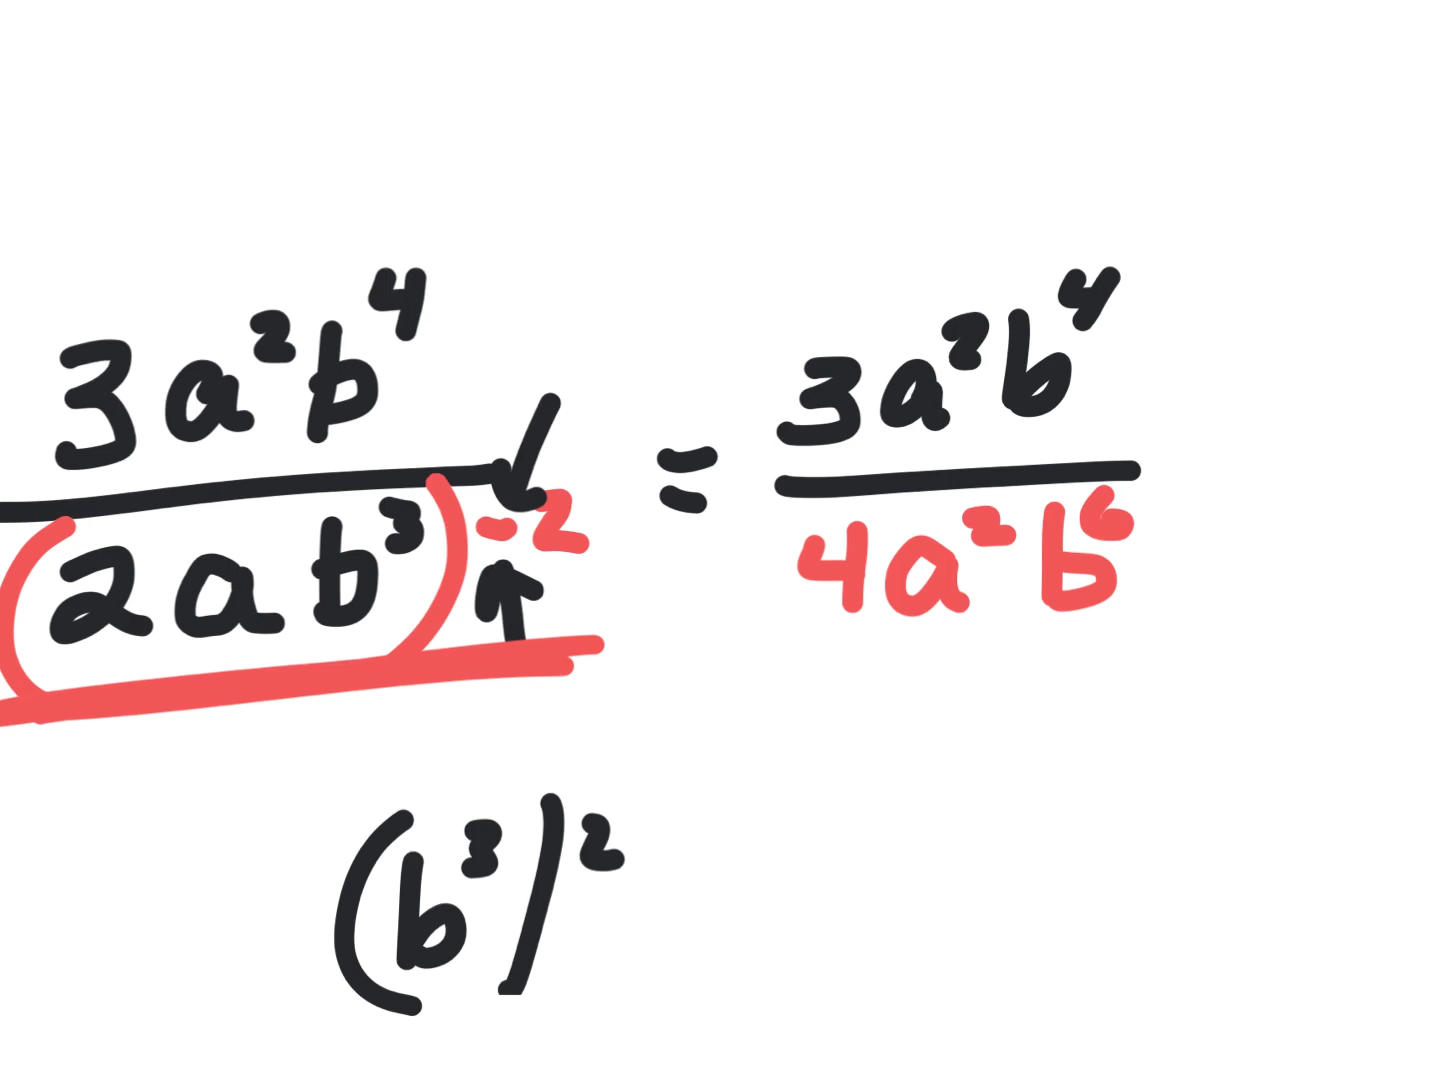 3a²b⁴ = 3a²b⁴
(2ab³)⁻² 4a²b⁶
(b³)²